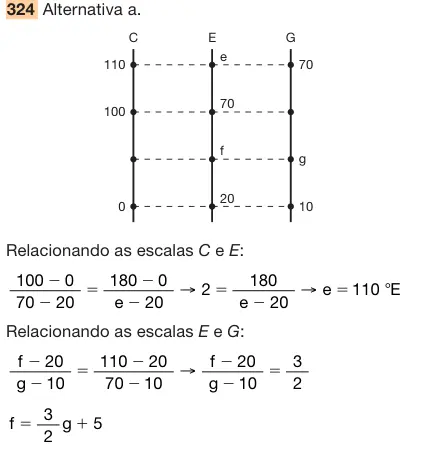 324 Alternativa a.
C E G
110 e 70
100 70
f g
0 20 10
Relacionando as escalas C e E:
(100 − 0)/(70 − 20) = (180 − 0)/(e − 20) → 2 = 180/(e − 20) → e = 110 °E
Relacionando as escalas E e G:
(f − 20)/(g − 10) = (110 − 20)/(70 − 10) → (f − 20)/(g − 10) = 3/2
f = 3/2 g + 5